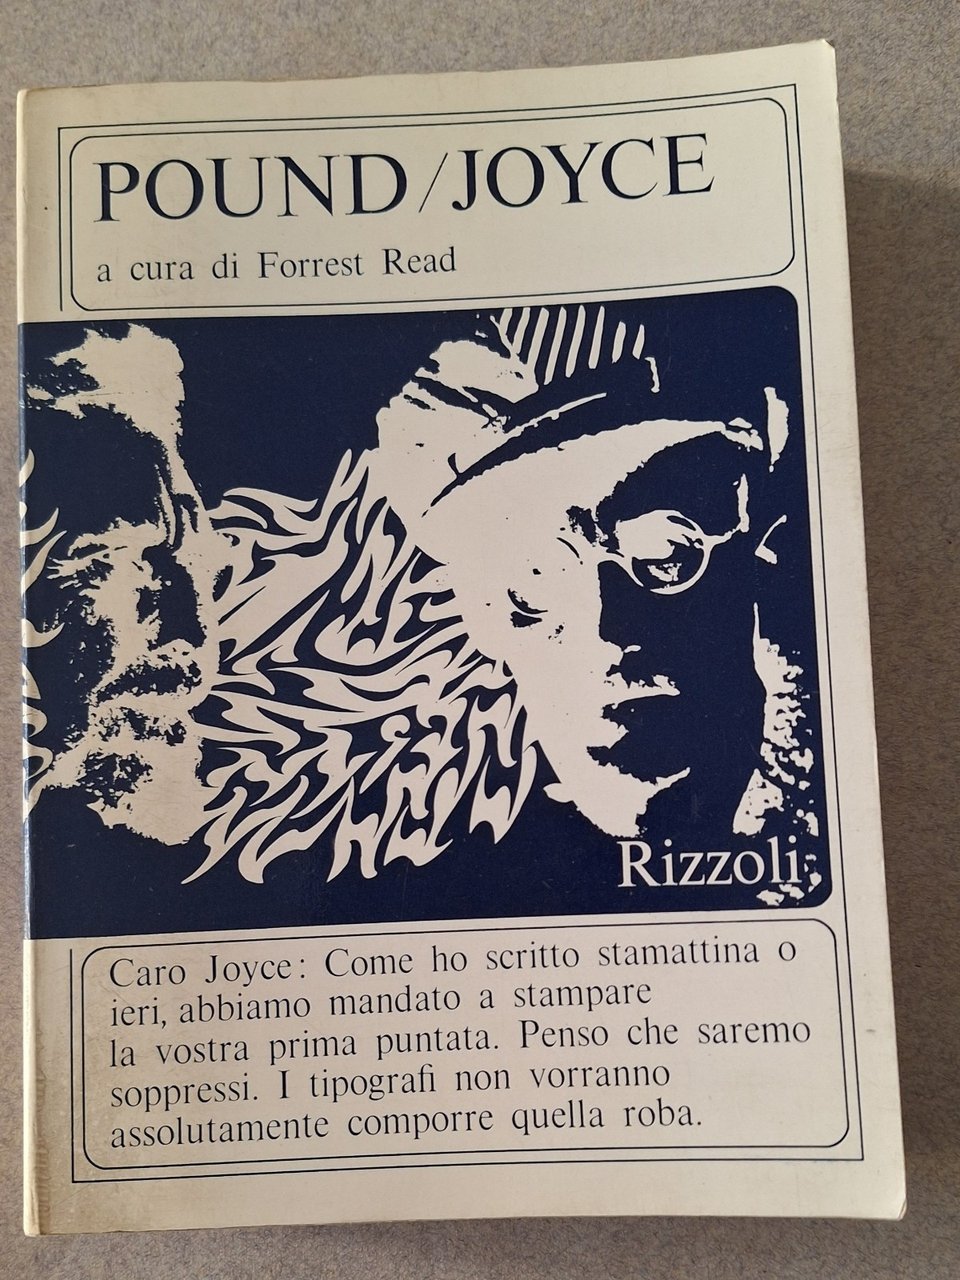 POUND/JOYCE
a cura di Forrest Read
Rizzoli
Caro Joyce: Come ho scritto stamattina o
ieri, abbiamo mandato a stampare
la vostra prima puntata. Penso che saremo
soppressi. I tipografi non vorranno
assolutamente comporre quella roba.